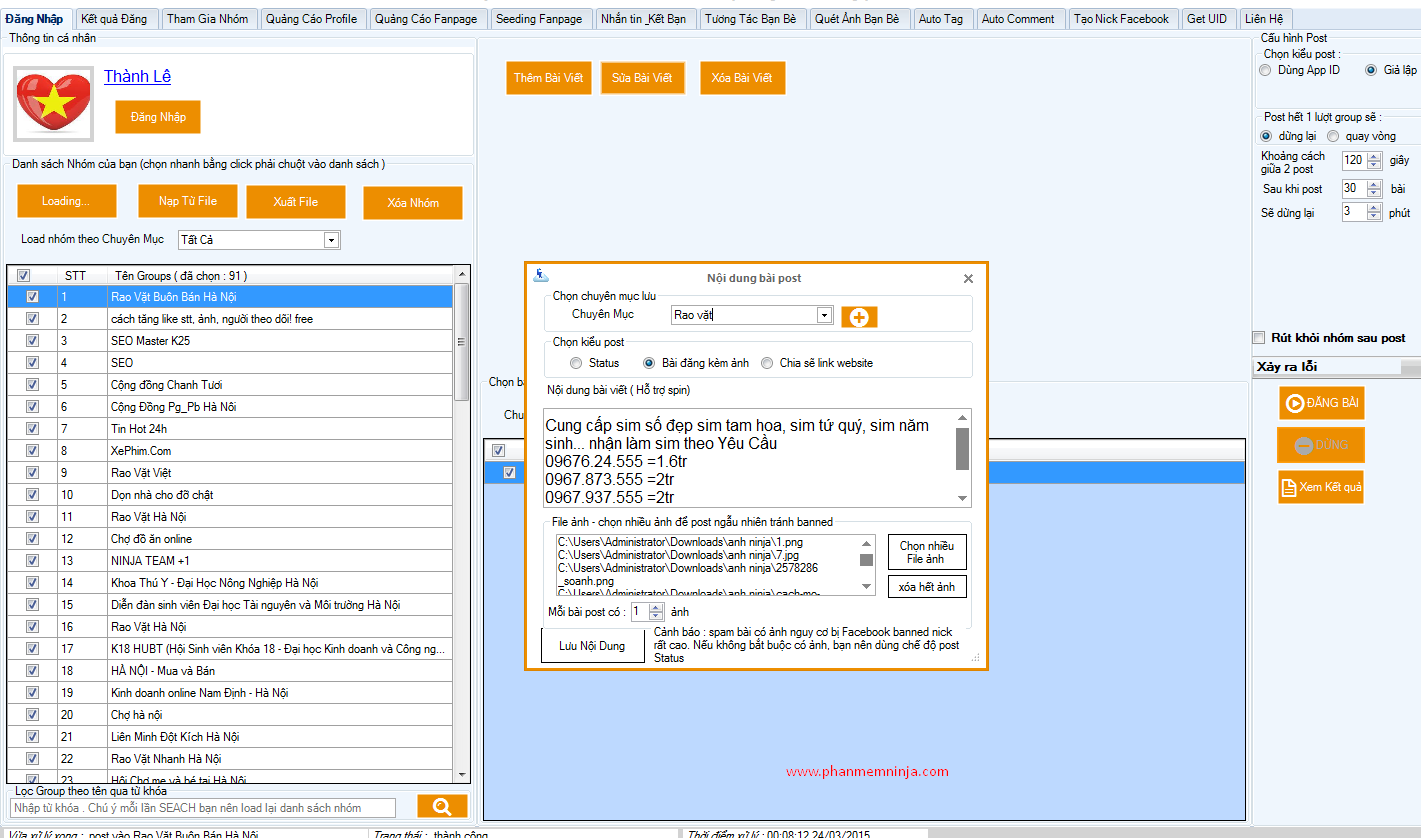 Đăng Nhập Kết quả Đăng Tham Gia Nhóm Quảng Cáo Profile Quảng Cáo Fanpage Seeding Fanpage Nhắn tin _Kết Bạn Tương Tác Bạn Bè Quét Ảnh Bạn Bè Auto Tag Auto Comment Tạo Nick Facebook Get UID Liên Hệ
Thông tin cá nhân
Thành Lê
Đăng Nhập
Danh sách Nhóm của bạn (chọn nhanh bằng click phải chuột vào danh sách )
Loading... Nạp Từ File Xuất File Xóa Nhóm
Load nhóm theo Chuyên Mục Tất Cả
STT Tên Groups ( đã chọn : 91 )
1 Rao Vặt Buôn Bán Hà Nội
2 cách tăng like stt, ảnh, người theo dõi! free
3 SEO Master K25
4 SEO
5 Cộng đồng Chanh Tươi
6 Cộng Đồng Pg_Pb Hà Nôi
7 Tin Hot 24h
8 XePhim.Com
9 Rao Vặt Việt
10 Dọn nhà cho đỡ chật
11 Rao Vặt Hà Nội
12 Chợ đồ ăn online
13 NINJA TEAM +1
14 Khoa Thú Y - Đại Học Nông Nghiệp Hà Nội
15 Diễn đàn sinh viên Đại học Tài nguyên và Môi trường Hà Nội
16 Rao Vặt Hà Nội
17 K18 HUBT (Hội Sinh viên Khóa 18 - Đại học Kinh doanh và Công ng...
18 HÀ NỘI - Mua và Bán
19 Kinh doanh online Nam Định - Hà Nội
20 Chợ hà nội
21 Liên Minh Đột Kích Hà Nội
22 Rao Vặt Nhanh Hà Nội
23 Hội Chợ mẹ và bé tại Hà Nội
Lọc Group theo tên qua từ khóa
Nhập từ khóa . Chú ý mỗi lần SEACH bạn nên load lại danh sách nhóm
Thêm Bài Viết Sửa Bài Viết Xóa Bài Viết
Chọn b
Chu
Nội dung bài post
Chọn chuyên mục lưu
Chuyên Mục Rao vặt
Chọn kiểu post
Status Bài đăng kèm ảnh Chia sẽ link website
Nội dung bài viết ( Hỗ trợ spin)
Cung cấp sim số đẹp sim tam hoa, sim tứ quý, sim năm
sinh... nhận làm sim theo Yêu Cầu
09676.24.555 =1.6tr
0967.873.555 =2tr
0967.937.555 =2tr
File ảnh - chọn nhiều ảnh để post ngẫu nhiên tránh banned
C:\Users\Administrator\Downloads\anh ninja\1.png
C:\Users\Administrator\Downloads\anh ninja\7.jpg
C:\Users\Administrator\Downloads\anh ninja\2578286
_soanh.png
C:\Users\Administrator\Downloads\anh ninja\cach-mo-
Chọn nhiều
File ảnh
xóa hết ảnh
Mỗi bài post có : 1 ảnh
Lưu Nội Dung
Cảnh báo : spam bài có ảnh nguy cơ bị Facebook banned nick
rất cao. Nếu không bắt buộc có ảnh, bạn nên dùng chế độ post
Status
www.phanmemninja.com
Cấu hình Post
Chọn kiểu post :
Dùng App ID Giả lập
Post hết 1 lượt group sẽ :
dừng lại quay vòng
Khoảng cách
giữa 2 post 120 giây
Sau khi post 30 bài
Sẽ dừng lại 3 phút
Rút khỏi nhóm sau post
Xảy ra lỗi
ĐĂNG BÀI
DỪNG
Xem Kết quả
Vừa xử lý xong : post vào Rao Vặt Buôn Bán Hà Nội Trạng thái : thành công Thời điểm xử lý : 00:08:12 24/03/2015